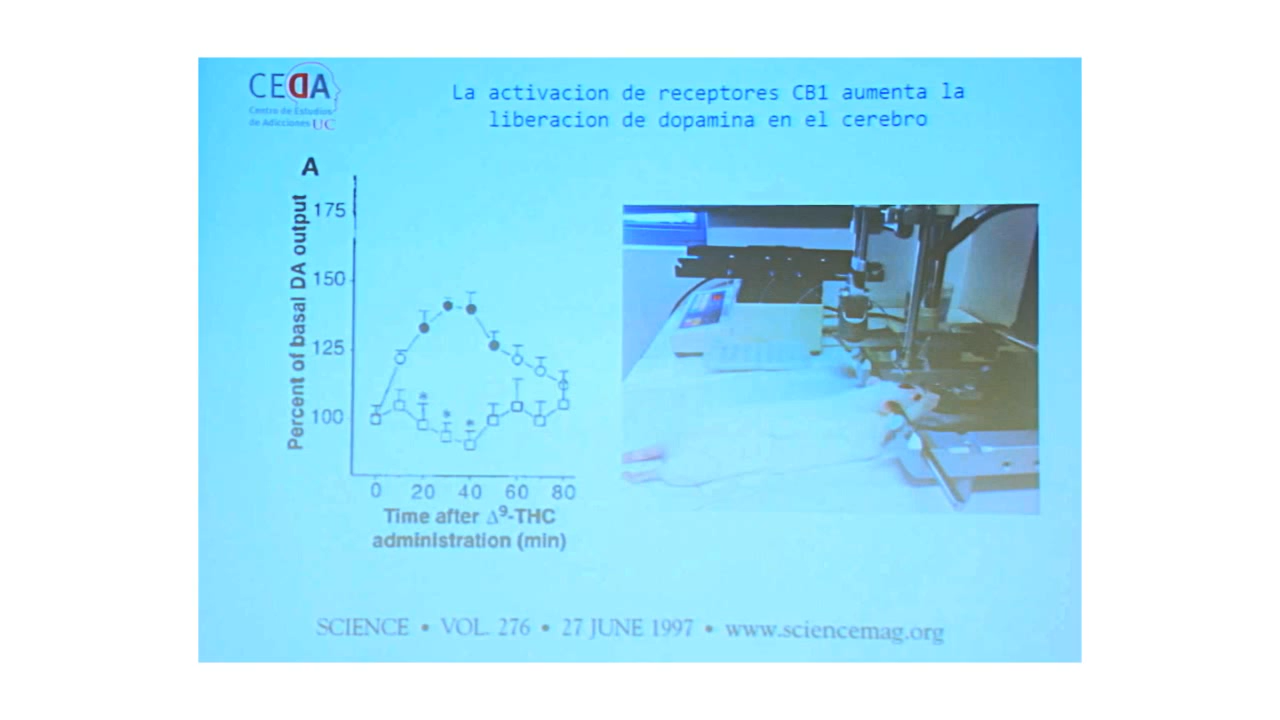 CEDA
Centro de Estudios
de Adicciones UC
La activacion de receptores CB1 aumenta la
liberacion de dopamina en el cerebro
A
Percent of basal DA output
175
150
125
100
* * *
0 20 40 60 80
Time after Δ⁹-THC
administration (min)
SCIENCE • VOL. 276 • 27 JUNE 1997 • www.sciencemag.org